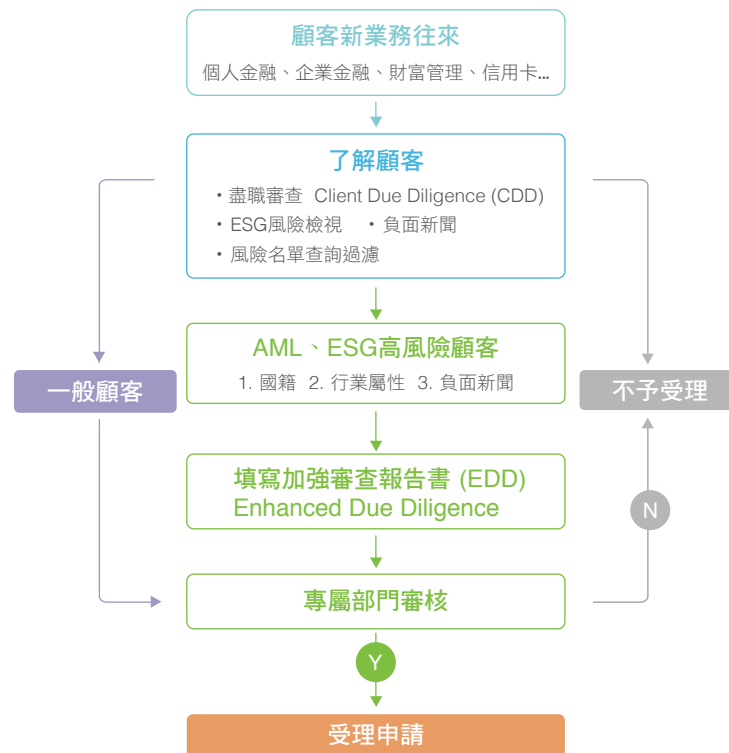 顧客新業務往來
個人金融、企業金融、財富管理、信用卡...
了解顧客
・盡職審查 Client Due Diligence (CDD)
・ESG風險檢視 ・負面新聞
・風險名單查詢過濾
AML、ESG高風險顧客
1. 國籍 2. 行業屬性 3. 負面新聞
一般顧客
不予受理
填寫加強審查報告書 (EDD)
Enhanced Due Diligence
N
專屬部門審核
Y
受理申請